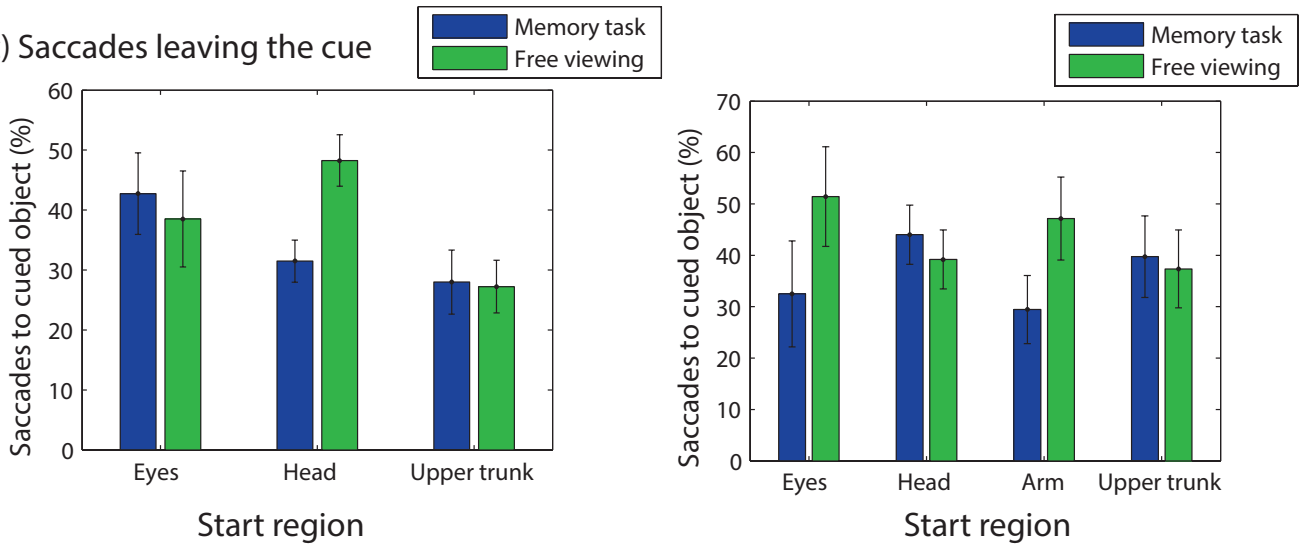 ) Saccades leaving the cue
Memory task
Free viewing
60
50
40
30
20
10
0
Saccades to cued object (%)
Eyes Head Upper trunk
Start region
Memory task
Free viewing
70
60
50
40
30
20
10
0
Saccades to cued object (%)
Eyes Head Arm Upper trunk
Start region